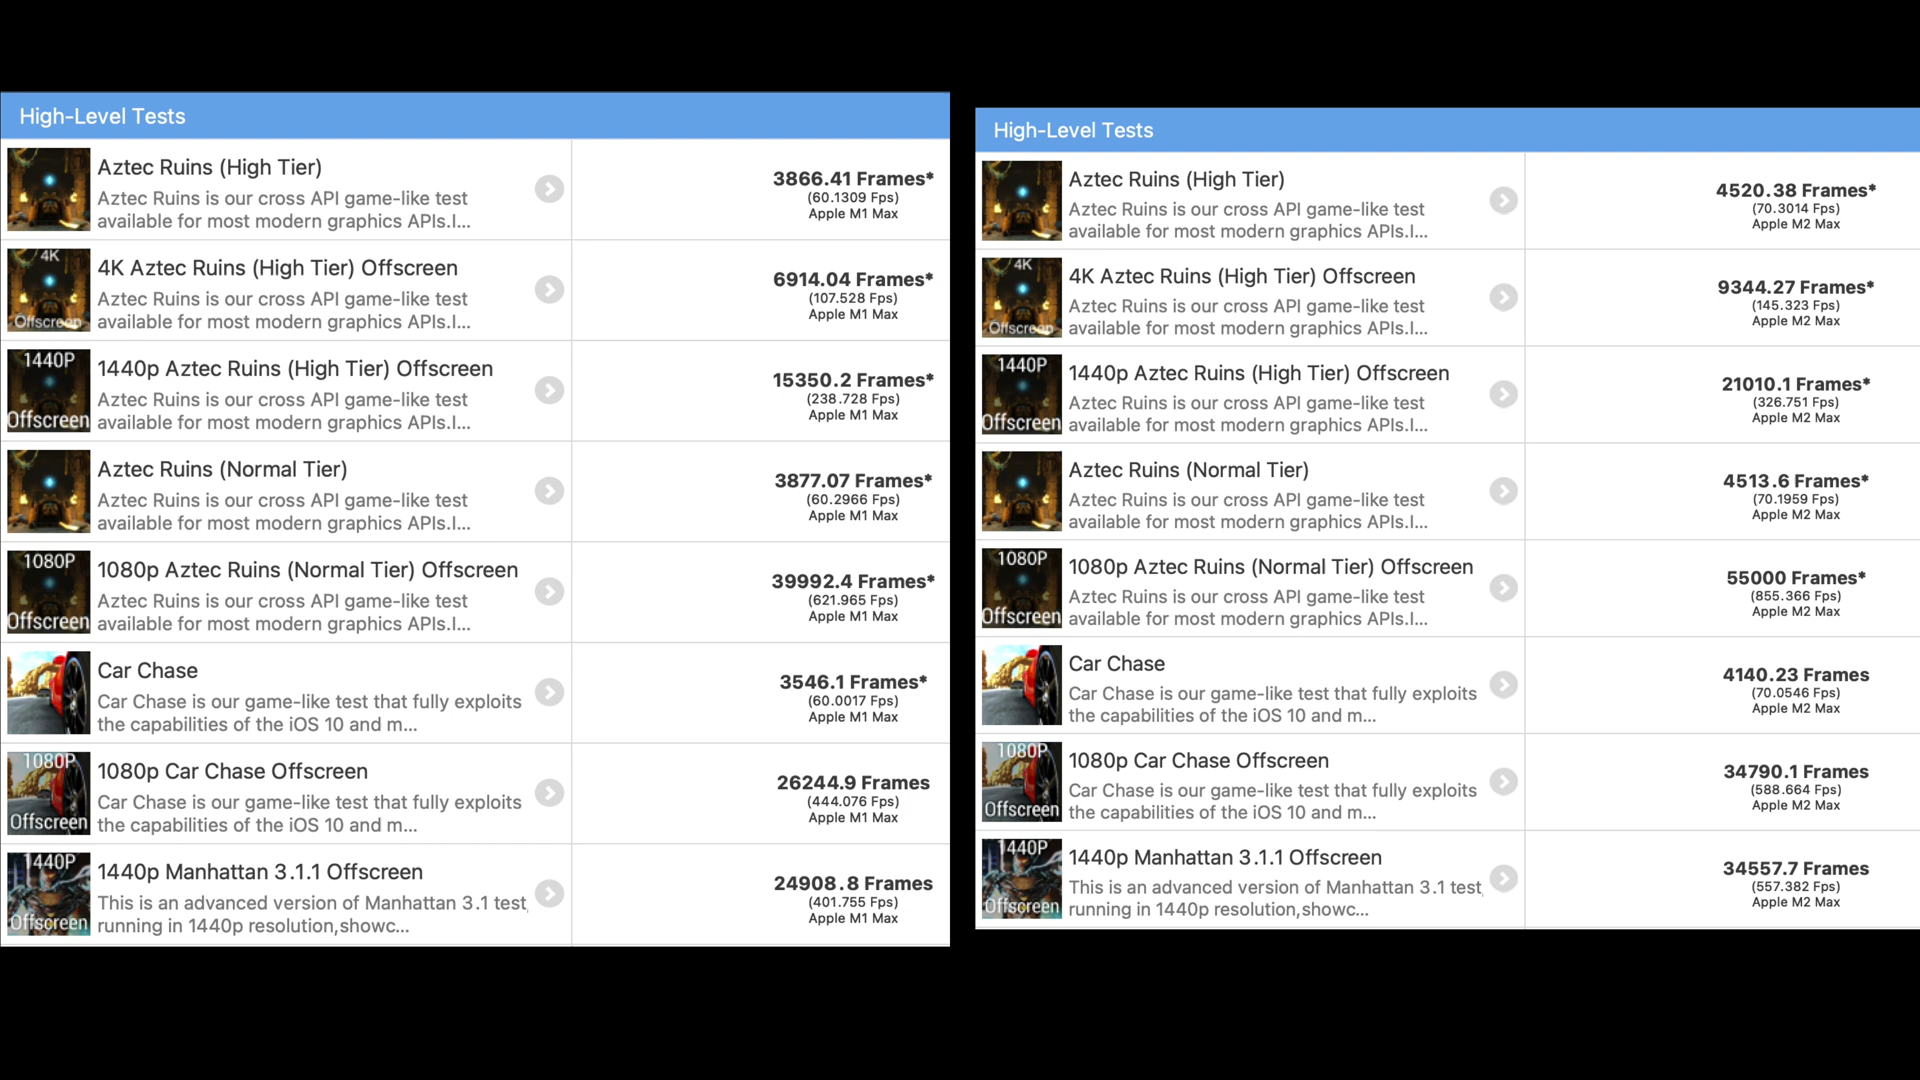 High-Level Tests
Aztec Ruins (High Tier)
Aztec Ruins is our cross API game-like test
available for most modern graphics APIs.I...
3866.41 Frames*
(60.1309 Fps)
Apple M1 Max
4K
Offscreen
4K Aztec Ruins (High Tier) Offscreen
Aztec Ruins is our cross API game-like test
available for most modern graphics APIs.I...
6914.04 Frames*
(107.528 Fps)
Apple M1 Max
1440P
Offscreen
1440p Aztec Ruins (High Tier) Offscreen
Aztec Ruins is our cross API game-like test
available for most modern graphics APIs.I...
15350.2 Frames*
(238.728 Fps)
Apple M1 Max
Aztec Ruins (Normal Tier)
Aztec Ruins is our cross API game-like test
available for most modern graphics APIs.I...
3877.07 Frames*
(60.2966 Fps)
Apple M1 Max
1080P
Offscreen
1080p Aztec Ruins (Normal Tier) Offscreen
Aztec Ruins is our cross API game-like test
available for most modern graphics APIs.I...
39992.4 Frames*
(621.965 Fps)
Apple M1 Max
Car Chase
Car Chase is our game-like test that fully exploits
the capabilities of the iOS 10 and m...
3546.1 Frames*
(60.0017 Fps)
Apple M1 Max
1080P
Offscreen
1080p Car Chase Offscreen
Car Chase is our game-like test that fully exploits
the capabilities of the iOS 10 and m...
26244.9 Frames
(444.076 Fps)
Apple M1 Max
1440P
Offscreen
1440p Manhattan 3.1.1 Offscreen
This is an advanced version of Manhattan 3.1 test,
running in 1440p resolution,showc...
24908.8 Frames
(401.755 Fps)
Apple M1 Max
High-Level Tests
Aztec Ruins (High Tier)
Aztec Ruins is our cross API game-like test
available for most modern graphics APIs.I...
4520.38 Frames*
(70.3014 Fps)
Apple M2 Max
4K
Offscreen
4K Aztec Ruins (High Tier) Offscreen
Aztec Ruins is our cross API game-like test
available for most modern graphics APIs.I...
9344.27 Frames*
(145.323 Fps)
Apple M2 Max
1440P
Offscreen
1440p Aztec Ruins (High Tier) Offscreen
Aztec Ruins is our cross API game-like test
available for most modern graphics APIs.I...
21010.1 Frames*
(326.751 Fps)
Apple M2 Max
Aztec Ruins (Normal Tier)
Aztec Ruins is our cross API game-like test
available for most modern graphics APIs.I...
4513.6 Frames*
(70.1959 Fps)
Apple M2 Max
1080P
Offscreen
1080p Aztec Ruins (Normal Tier) Offscreen
Aztec Ruins is our cross API game-like test
available for most modern graphics APIs.I...
55000 Frames*
(855.366 Fps)
Apple M2 Max
Car Chase
Car Chase is our game-like test that fully exploits
the capabilities of the iOS 10 and m...
4140.23 Frames
(70.0546 Fps)
Apple M2 Max
1080P
Offscreen
1080p Car Chase Offscreen
Car Chase is our game-like test that fully exploits
the capabilities of the iOS 10 and m...
34790.1 Frames
(588.664 Fps)
Apple M2 Max
1440P
Offscreen
1440p Manhattan 3.1.1 Offscreen
This is an advanced version of Manhattan 3.1 test,
running in 1440p resolution,showc...
34557.7 Frames
(557.382 Fps)
Apple M2 Max